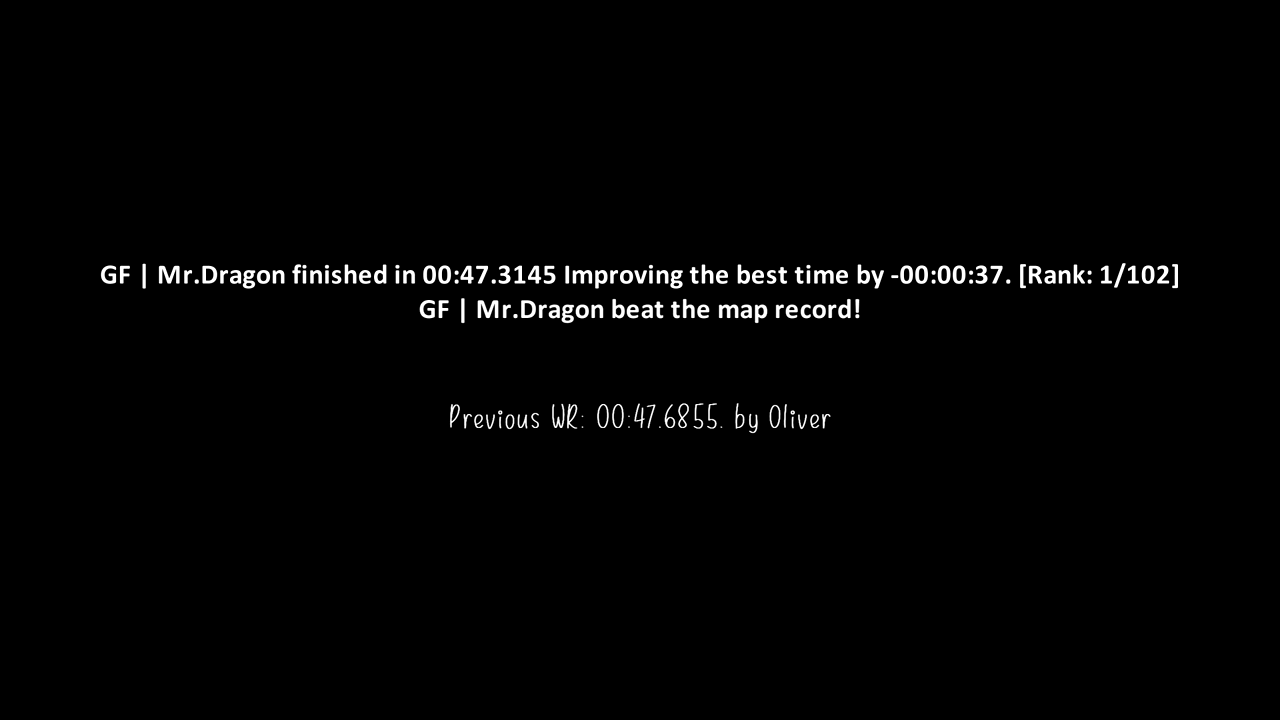 GF | Mr.Dragon finished in 00:47.3145 Improving the best time by -00:00:37. [Rank: 1/102]
GF | Mr.Dragon beat the map record!
Previous WR: 00:47.6855. by Oliver